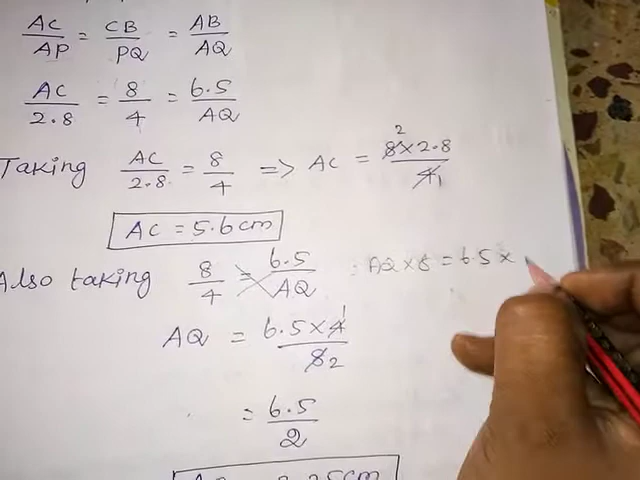 AC/AP = CB/PQ = AB/AQ
AC/2.8 = 8/4 = 6.5/AQ
Taking AC/2.8 = 8/4 => AC = 8×2.8/4 2 1
AC = 5.6cm
Also taking 8/4 = 6.5/AQ : AQ×8 = 6.5×
AQ = 6.5×4/8 1 2
= 6.5/2